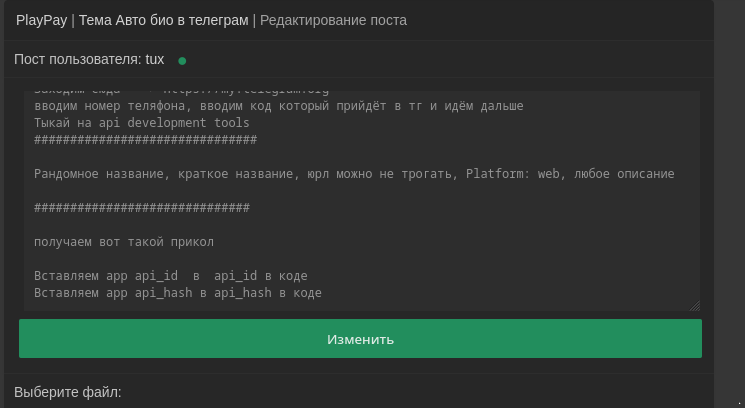 PlayPay | Тема Авто био в телеграм | Редактирование поста
Пост пользователя: tux
вводим номер теляфона, вводим код который прийдёт в тг и идём дальше
Тыкай на api development tools
###############################
Рандомное название, краткое название, юрл можно не трогать, Platform: web, любое описание
##############################
получаем вот такой прикол
Вставляем app api_id  в  api_id в коде
Вставляем app api_hash в api_hash в коде
Изменить
Выберите файл: